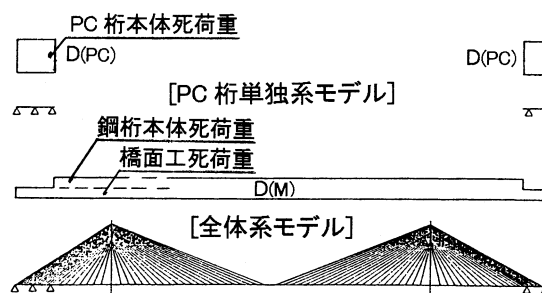 PC 桁本体死荷重
D(PC)
D(PC)
[PC 桁単独系モデル]
鋼桁本体死荷重
橋面工死荷重
D(M)
[全体系モデル]